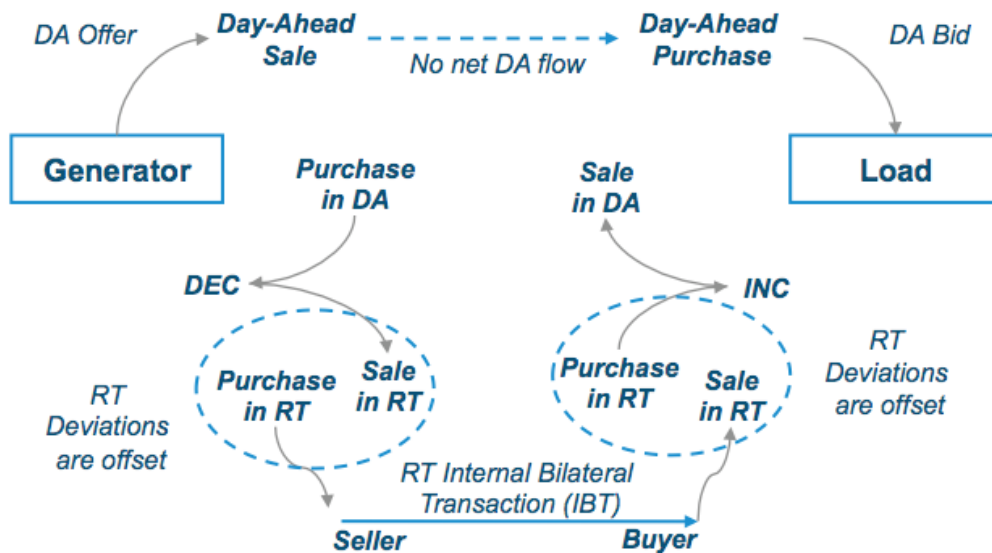 DA Offer
Day-Ahead
Sale
No net DA flow
Day-Ahead
Purchase
DA Bid
Generator
Load
Purchase
in DA
Sale
in DA
DEC
INC
Purchase
in RT
Sale
in RT
Purchase
in RT
Sale
in RT
RT
Deviations
are offset
RT
Deviations
are offset
RT Internal Bilateral
Transaction (IBT)
Seller
Buyer